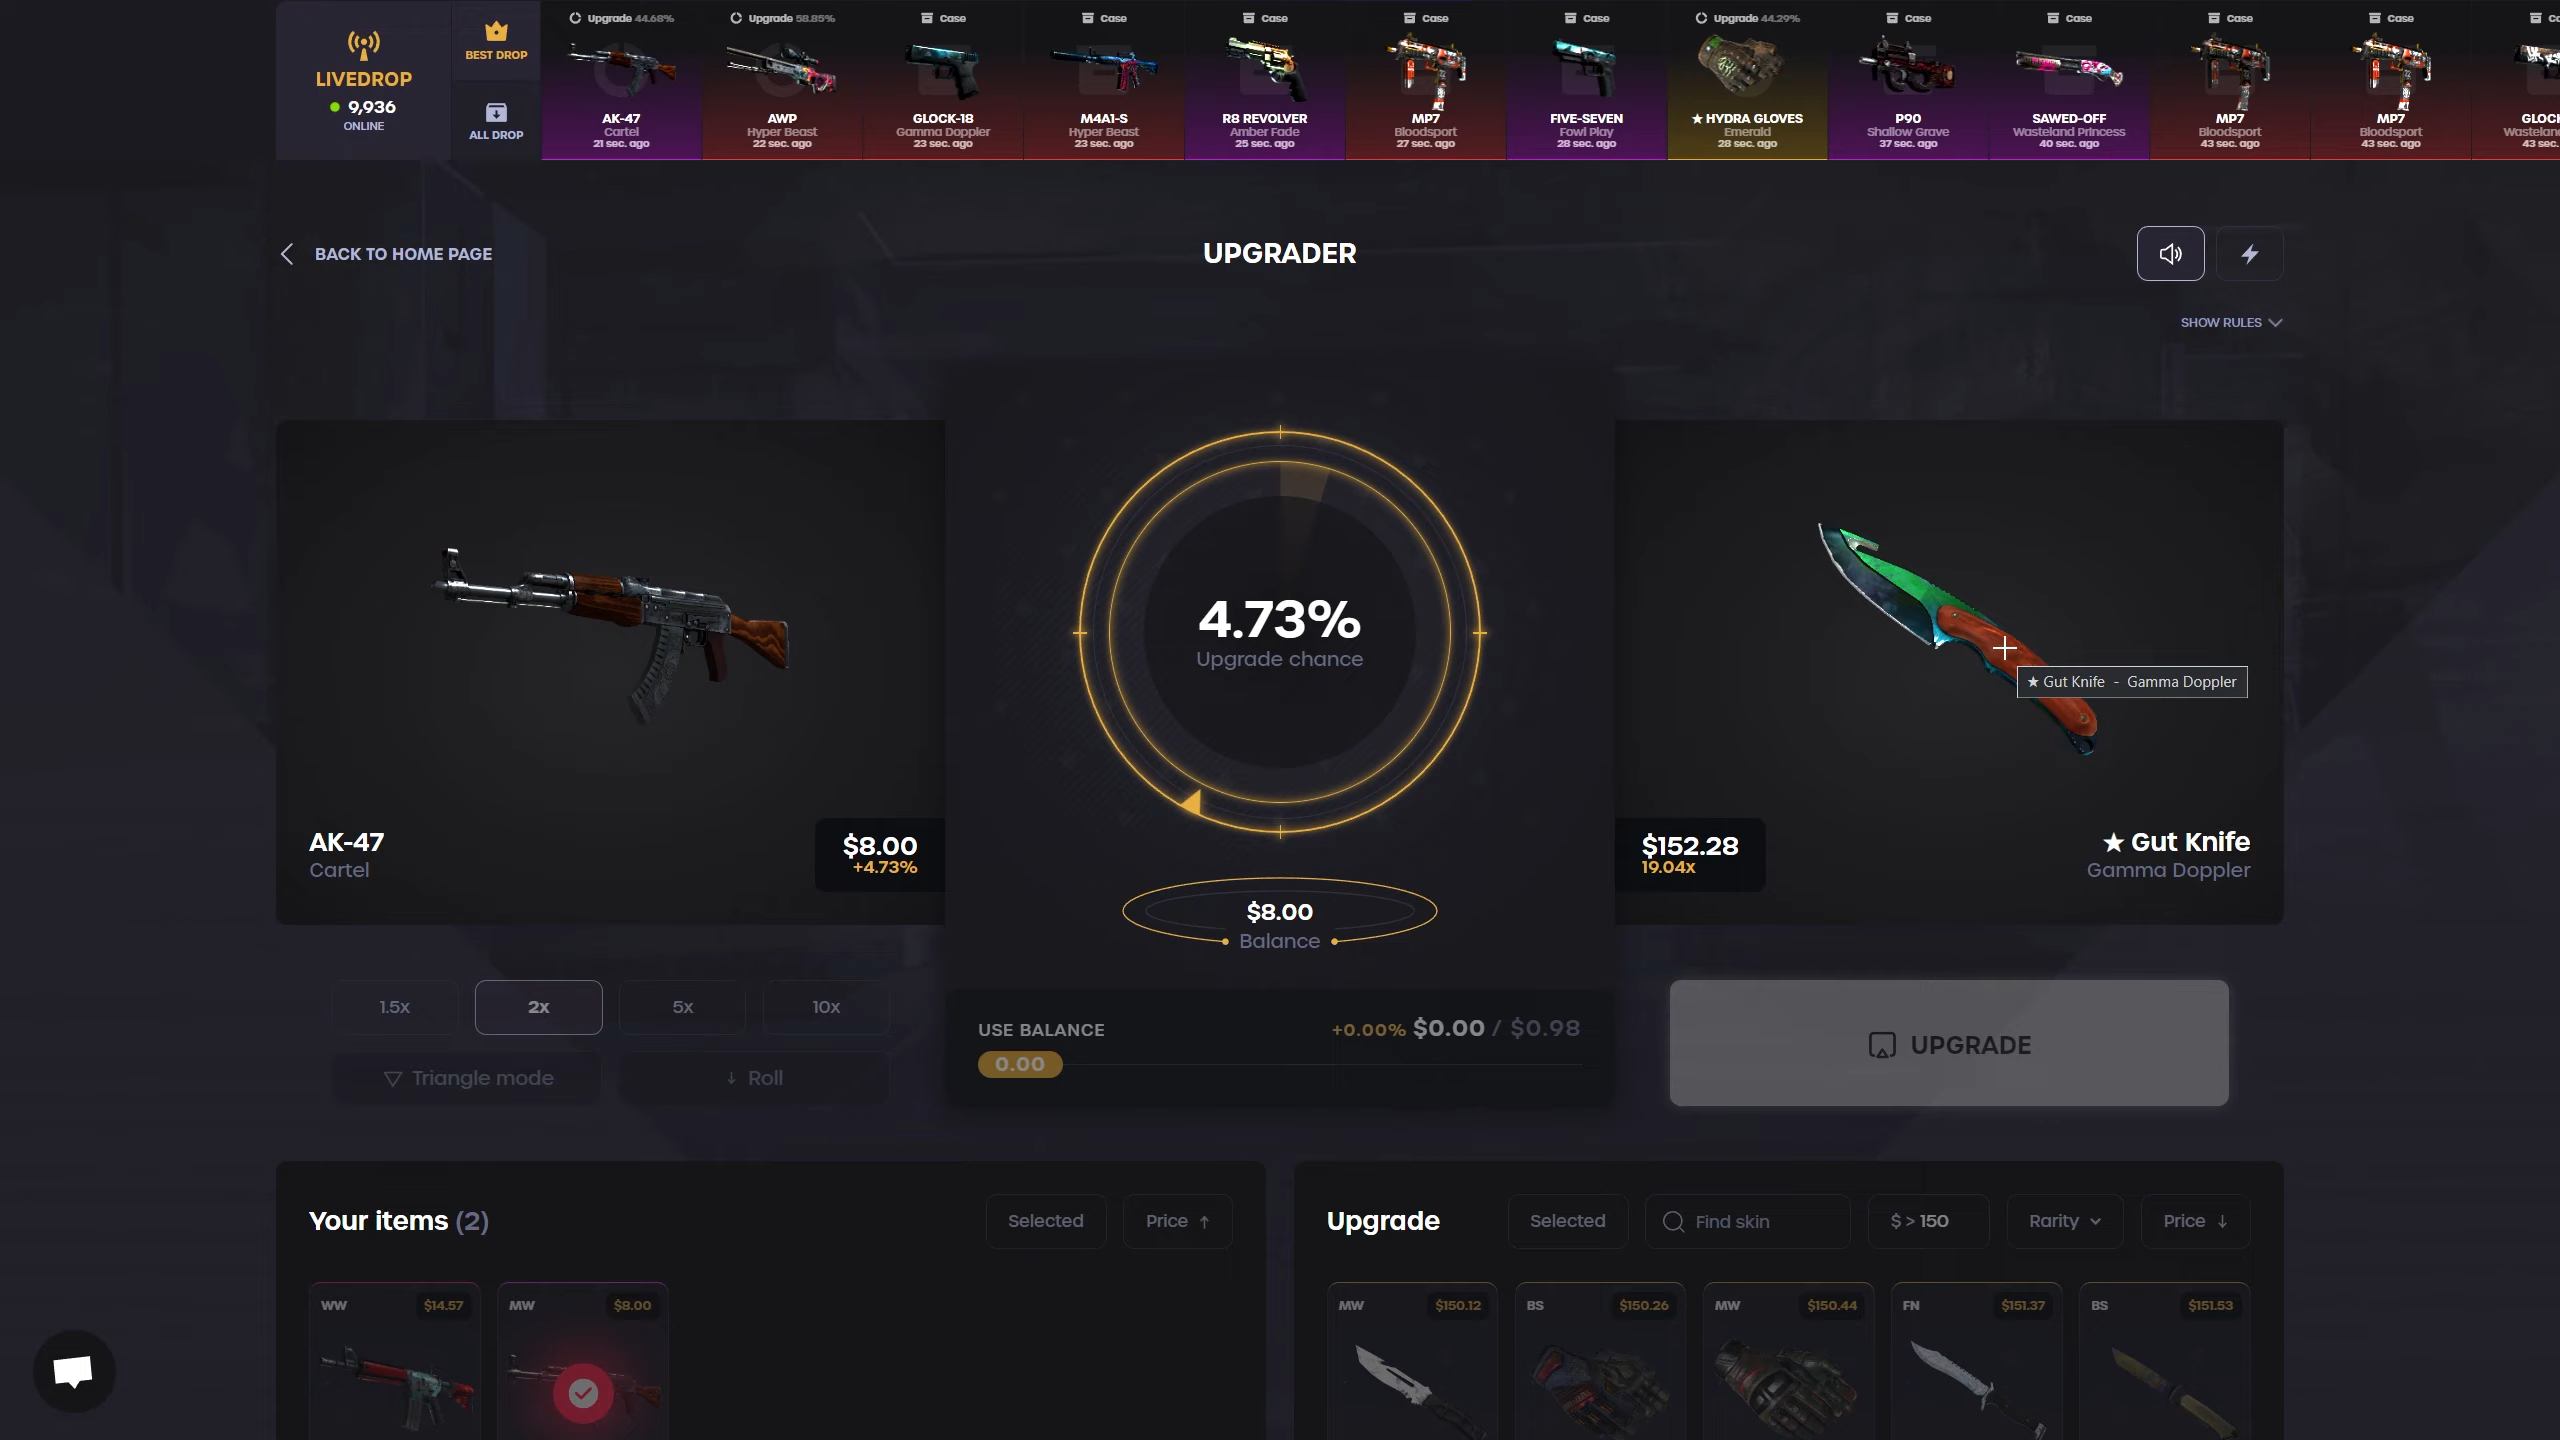 LIVEDROP
9,936
ONLINE
BEST DROP
ALL DROP
Upgrade 44.68%
AK-47
Cartel
21 sec. ago
Upgrade 58.85%
AWP
Hyper Beast
22 sec. ago
Case
GLOCK-18
Gamma Doppler
23 sec. ago
Case
M4A1-S
Hyper Beast
23 sec. ago
Case
R8 REVOLVER
Amber Fade
25 sec. ago
Case
MP7
Bloodsport
27 sec. ago
Case
FIVE-SEVEN
Fowl Play
28 sec. ago
Upgrade 44.29%
★ HYDRA GLOVES
Emerald
28 sec. ago
Case
P90
Shallow Grave
37 sec. ago
Case
SAWED-OFF
Wasteland Princess
40 sec. ago
Case
MP7
Bloodsport
43 sec. ago
Case
MP7
Bloodsport
43 sec. ago
43 sec.
BACK TO HOME PAGE
UPGRADER
SHOW RULES
4.73%
Upgrade chance
★ Gut Knife - Gamma Doppler
AK-47
Cartel
$8.00
+4.73%
$152.28
19.04x
★ Gut Knife
Gamma Doppler
$8.00
Balance
1.5x
2x
5x
10x
Triangle mode
Roll
USE BALANCE
+0.00% $0.00 / $0.98
0.00
UPGRADE
Your items (2)
Selected
Price
WW
$14.57
MW
$8.00
Upgrade
Selected
Find skin
$ > 150
Rarity
Price
MW
$150.12
BS
$150.26
MW
$150.44
FN
$151.37
BS
$151.53